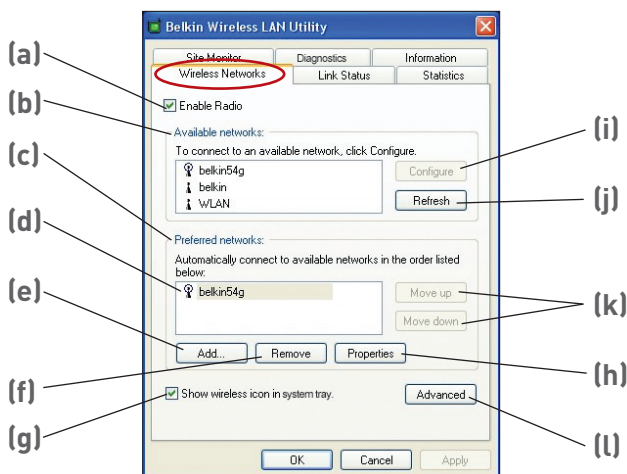 Belkin Wireless LAN Utility
Site Monitor Diagnostics Information
Wireless Networks Link Status Statistics
(a)
Enable Radio
(b)
Available networks:
To connect to an available network, click Configure.
(i)
belkin54g
Configure
belkin
WLAN
Refresh
(j)
(c)
Preferred networks:
Automatically connect to available networks in the order listed
below:
(d)
belkin54g
Move up
(k)
Move down
(e)
Add... Remove Properties
(h)
(f)
Show wireless icon in system tray.
Advanced
(g)
(l)
OK Cancel Apply